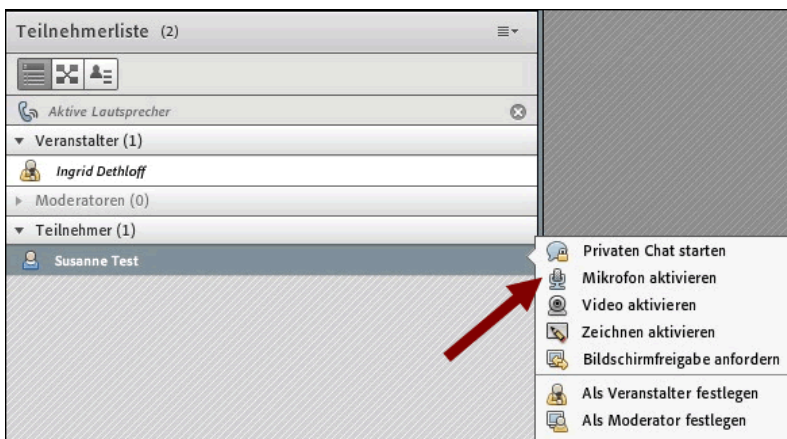 Teilnehmerliste (2)
Aktive Lautsprecher
Veranstalter (1)
Ingrid Dethloff
Moderatoren (0)
Teilnehmer (1)
Susanne Test
Privaten Chat starten
Mikrofon aktivieren
Video aktivieren
Zeichnen aktivieren
Bildschirmfreigabe anfordern
Als Veranstalter festlegen
Als Moderator festlegen